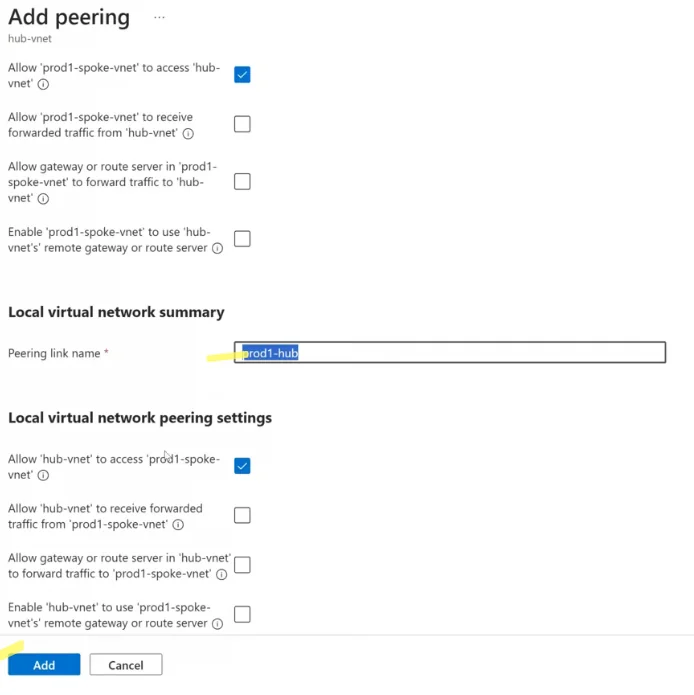 Add peering ...
hub-vnet
Allow 'prod1-spoke-vnet' to access 'hub-
vnet'
Allow 'prod1-spoke-vnet' to receive
forwarded traffic from 'hub-vnet'
Allow gateway or route server in 'prod1-
spoke-vnet' to forward traffic to 'hub-
vnet'
Enable 'prod1-spoke-vnet' to use 'hub-
vnet's' remote gateway or route server
Local virtual network summary
Peering link name * prod1-hub
Local virtual network peering settings
Allow 'hub-vnet' to access 'prod1-spoke-
vnet'
Allow 'hub-vnet' to receive forwarded
traffic from 'prod1-spoke-vnet'
Allow gateway or route server in 'hub-vnet'
to forward traffic to 'prod1-spoke-vnet'
Enable 'hub-vnet' to use 'prod1-spoke-
vnet's' remote gateway or route server
Add Cancel